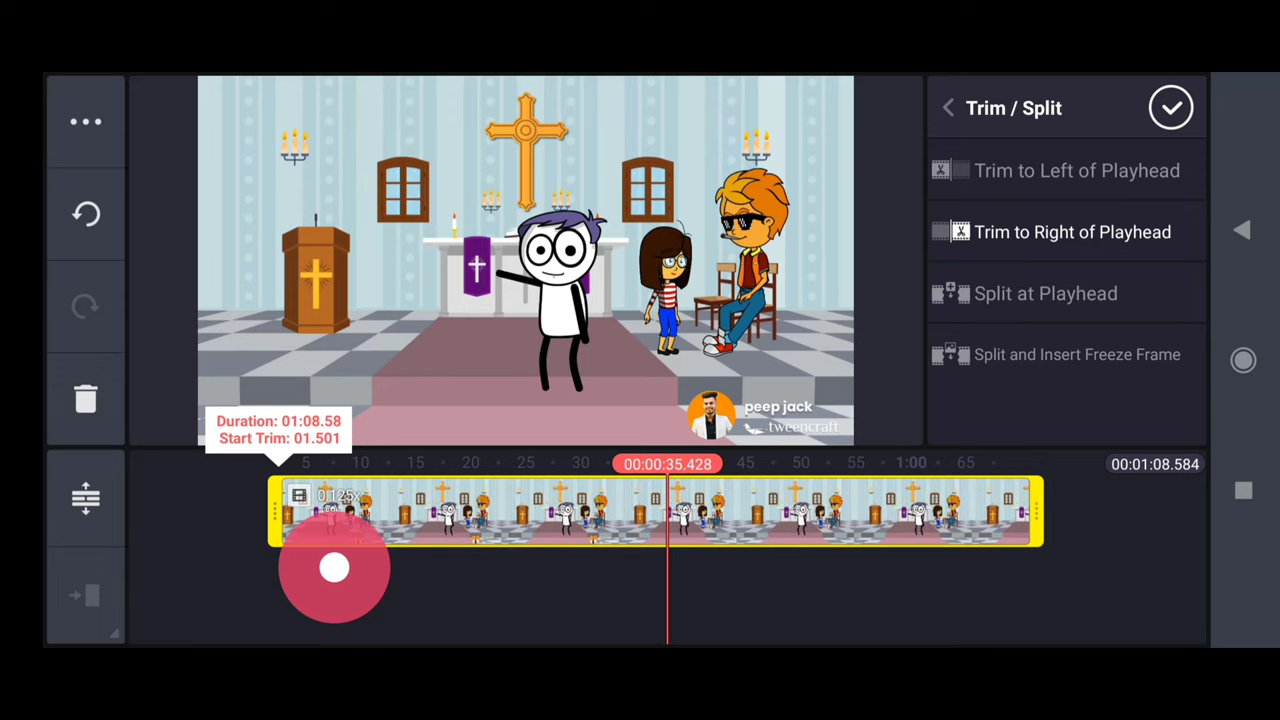 Trim / Split
Trim to Left of Playhead
Trim to Right of Playhead
Split at Playhead
Split and Insert Freeze Frame
peep jack
tweencraft
Duration: 01:08.58
Start Trim: 01.501
5 10 15 20 25 30 00:00:35.428 45 50 55 1:00 65 00:01:08.584
0.125x